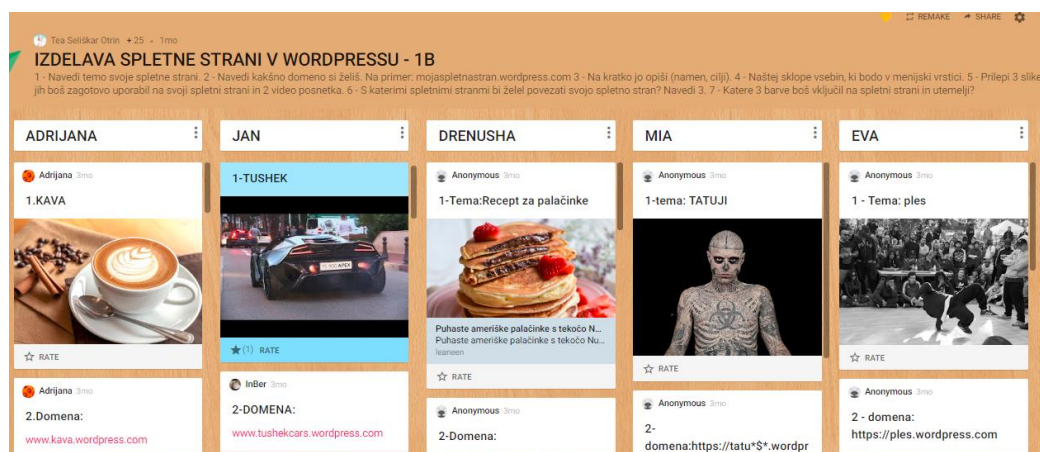 REMAKE
SHARE
Tea Seliškar Otrin + 25 • 1mo
IZDELAVA SPLETNE STRANI V WORDPRESSU - 1B
1 - Navedi temo svoje spletne strani. 2 - Navedi kakšno domeno si želiš. Na primer: mojaspletnastran.wordpress.com 3 - Na kratko jo opiši (namen, cilji). 4 - Naštej sklope vsebin, ki bodo v menijski vrstici. 5 - Prilepi 3 slike
jih boš zagotovo uporabil na svoji spletni strani in 2 video posnetka. 6 - S katerimi spletnimi stranmi bi želel povezati svojo spletno stran? Navedi 3. 7 - Katere 3 barve boš vključil na spletni strani in utemelji?
ADRIJANA
Adrijana 3mo
1.KAVA
RATE
Adrijana 3mo
2.Domena:
www.kava.wordpress.com
JAN
1-TUSHEK
APEX
(1) RATE
InBer 3mo
2-DOMENA:
www.tushekcars.wordpress.com
DRENUSHA
Anonymous 3mo
1-Tema:Recept za palačinke
Puhaste ameriške palačinke s tekočo N...
Puhaste ameriške palačinke s tekočo Nu...
leaneen
RATE
Anonymous 3mo
2-Domena:
MIA
Anonymous 3mo
1-tema: TATUJI
RATE
Anonymous 3mo
2-
domena:https://tatu*$*.wordpr
EVA
Anonymous 3mo
1 - Tema: ples
RATE
Anonymous 3mo
2 - domena:
https://ples.wordpress.com